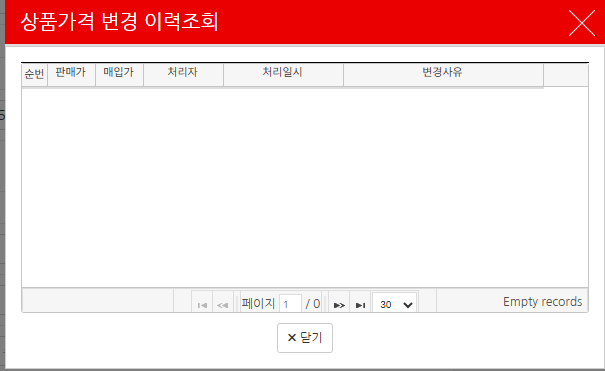 상품가격 변경 이력조회
순번 판매가 매입가 처리자 처리일시 변경사유
페이지 1 / 0 30 Empty records
× 닫기